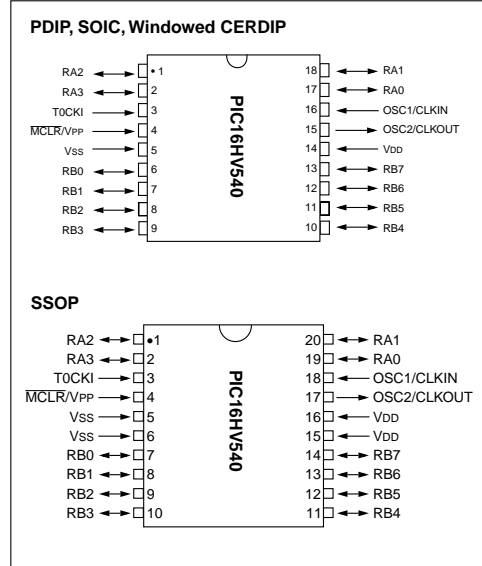 PDIP, SOIC, Windowed CERDIP
RA2 1 18 RA1
RA3 2 17 RA0
T0CKI 3 16 OSC1/CLKIN
MCLR/VPP 4 15 OSC2/CLKOUT
VSS 5 14 VDD
RB0 6 13 RB7
RB1 7 12 RB6
RB2 8 11 RB5
RB3 9 10 RB4
PIC16HV540
SSOP
RA2 1 20 RA1
RA3 2 19 RA0
T0CKI 3 18 OSC1/CLKIN
MCLR/VPP 4 17 OSC2/CLKOUT
VSS 5 16 VDD
VSS 6 15 VDD
RB0 7 14 RB7
RB1 8 13 RB6
RB2 9 12 RB5
RB3 10 11 RB4
PIC16HV540